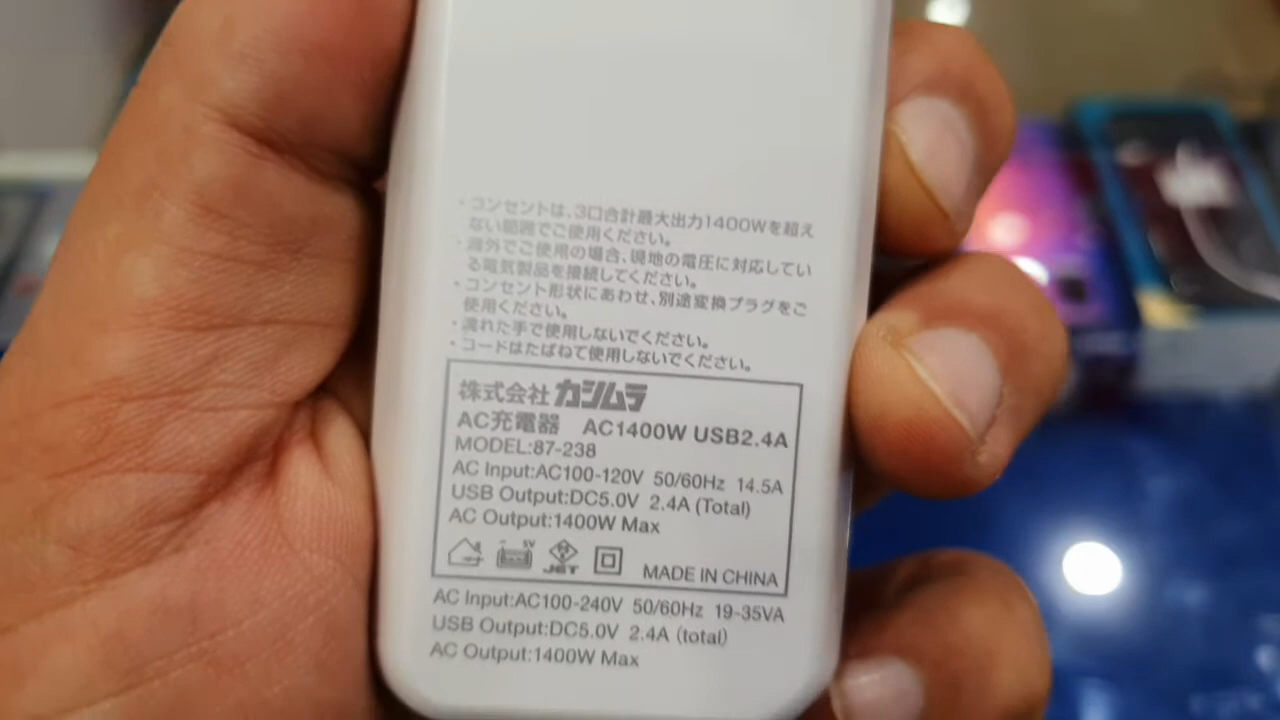 ・コンセントは、3口合計最大出力1400Wを超え
ない範囲でご使用ください。
・海外でご使用の場合、現地の電圧に対応してい
る電気製品を接続してください。
・コンセント形状にあわせ、別途変換プラグをご
使用ください。
・濡れた手で使用しないでください。
・コードはたばねて使用しないでください。
株式会社 カシムラ
AC充電器 AC1400W USB2.4A
MODEL:87-238
AC Input:AC100-120V 50/60Hz 14.5A
USB Output:DC5.0V 2.4A (Total)
AC Output:1400W Max
5V
JET
MADE IN CHINA
AC Input:AC100-240V 50/60Hz 19-35VA
USB Output:DC5.0V 2.4A (total)
AC Output:1400W Max